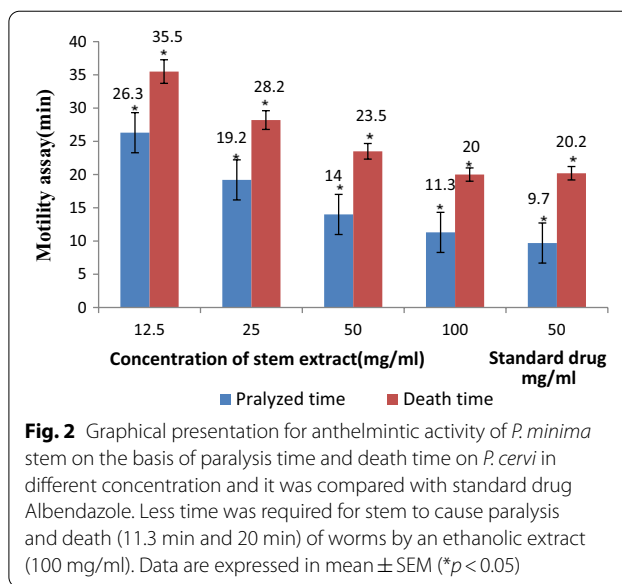 40
35
30
25
20
15
10
5
0
Motility assay(min)
26.3
35.5
19.2
28.2
14
23.5
11.3
20
9.7
20.2
* * * * * * * * * *
12.5 25 50 100 50
Concentration of stem extract(mg/ml) Standard drug
mg/ml
Pralyzed time Death time
Fig. 2 Graphical presentation for anthelmintic activity of P. minima
stem on the basis of paralysis time and death time on P. cervi in
different concentration and it was compared with standard drug
Albendazole. Less time was required for stem to cause paralysis
and death (11.3 min and 20 min) of worms by an ethanolic extract
(100 mg/ml). Data are expressed in mean ± SEM (*p < 0.05)